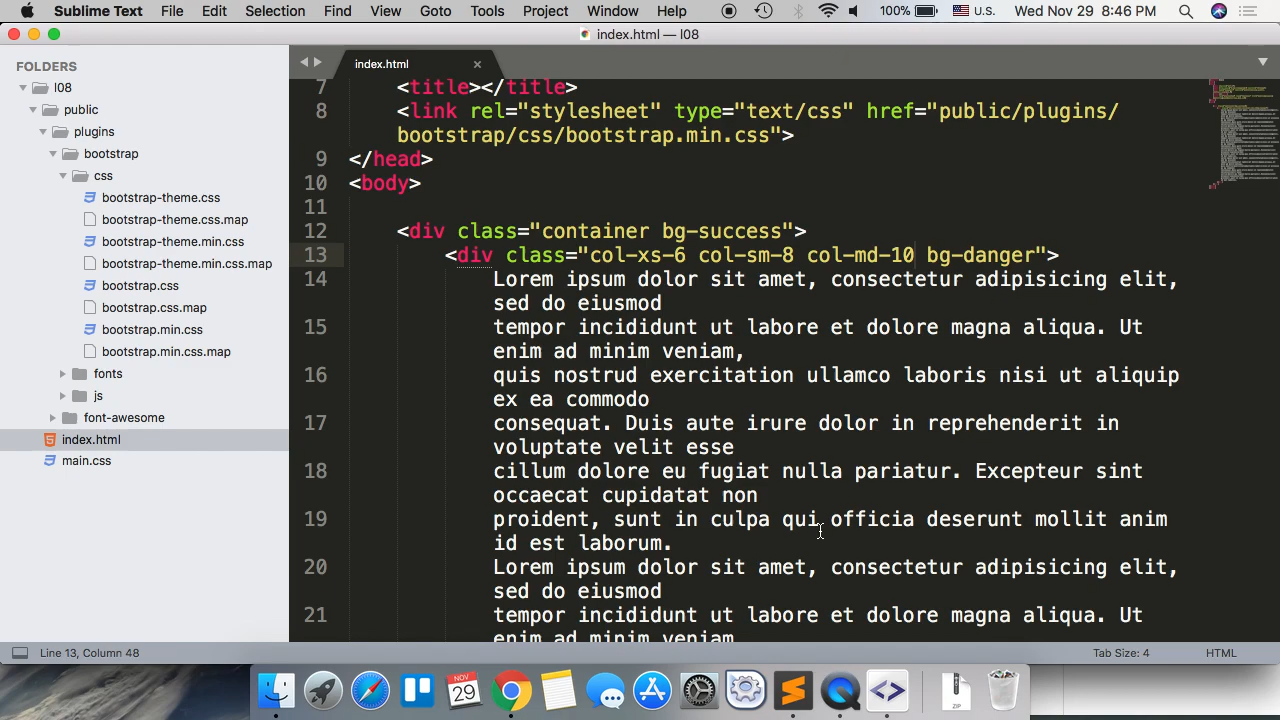 Sublime Text File Edit Selection Find View Goto Tools Project Window Help 100% U.S. Wed Nov 29 8:46 PM
index.html — l08
FOLDERS
l08
public
plugins
bootstrap
css
bootstrap-theme.css
bootstrap-theme.css.map
bootstrap-theme.min.css
bootstrap-theme.min.css.map
bootstrap.css
bootstrap.css.map
bootstrap.min.css
bootstrap.min.css.map
fonts
js
font-awesome
index.html
main.css
index.html ×
7 <title></title>
8 <link rel="stylesheet" type="text/css" href="public/plugins/
bootstrap/css/bootstrap.min.css">
9 </head>
10 <body>
11
12 <div class="container bg-success">
13 <div class="col-xs-6 col-sm-8 col-md-10 bg-danger">
14 Lorem ipsum dolor sit amet, consectetur adipisicing elit,
sed do eiusmod
15 tempor incididunt ut labore et dolore magna aliqua. Ut
enim ad minim veniam,
16 quis nostrud exercitation ullamco laboris nisi ut aliquip
ex ea commodo
17 consequat. Duis aute irure dolor in reprehenderit in
voluptate velit esse
18 cillum dolore eu fugiat nulla pariatur. Excepteur sint
occaecat cupidatat non
19 proident, sunt in culpa qui officia deserunt mollit anim
id est laborum.
20 Lorem ipsum dolor sit amet, consectetur adipisicing elit,
sed do eiusmod
21 tempor incididunt ut labore et dolore magna aliqua. Ut
enim ad minim veniam
Line 13, Column 48 Tab Size: 4 HTML
NOV
29
ZIP